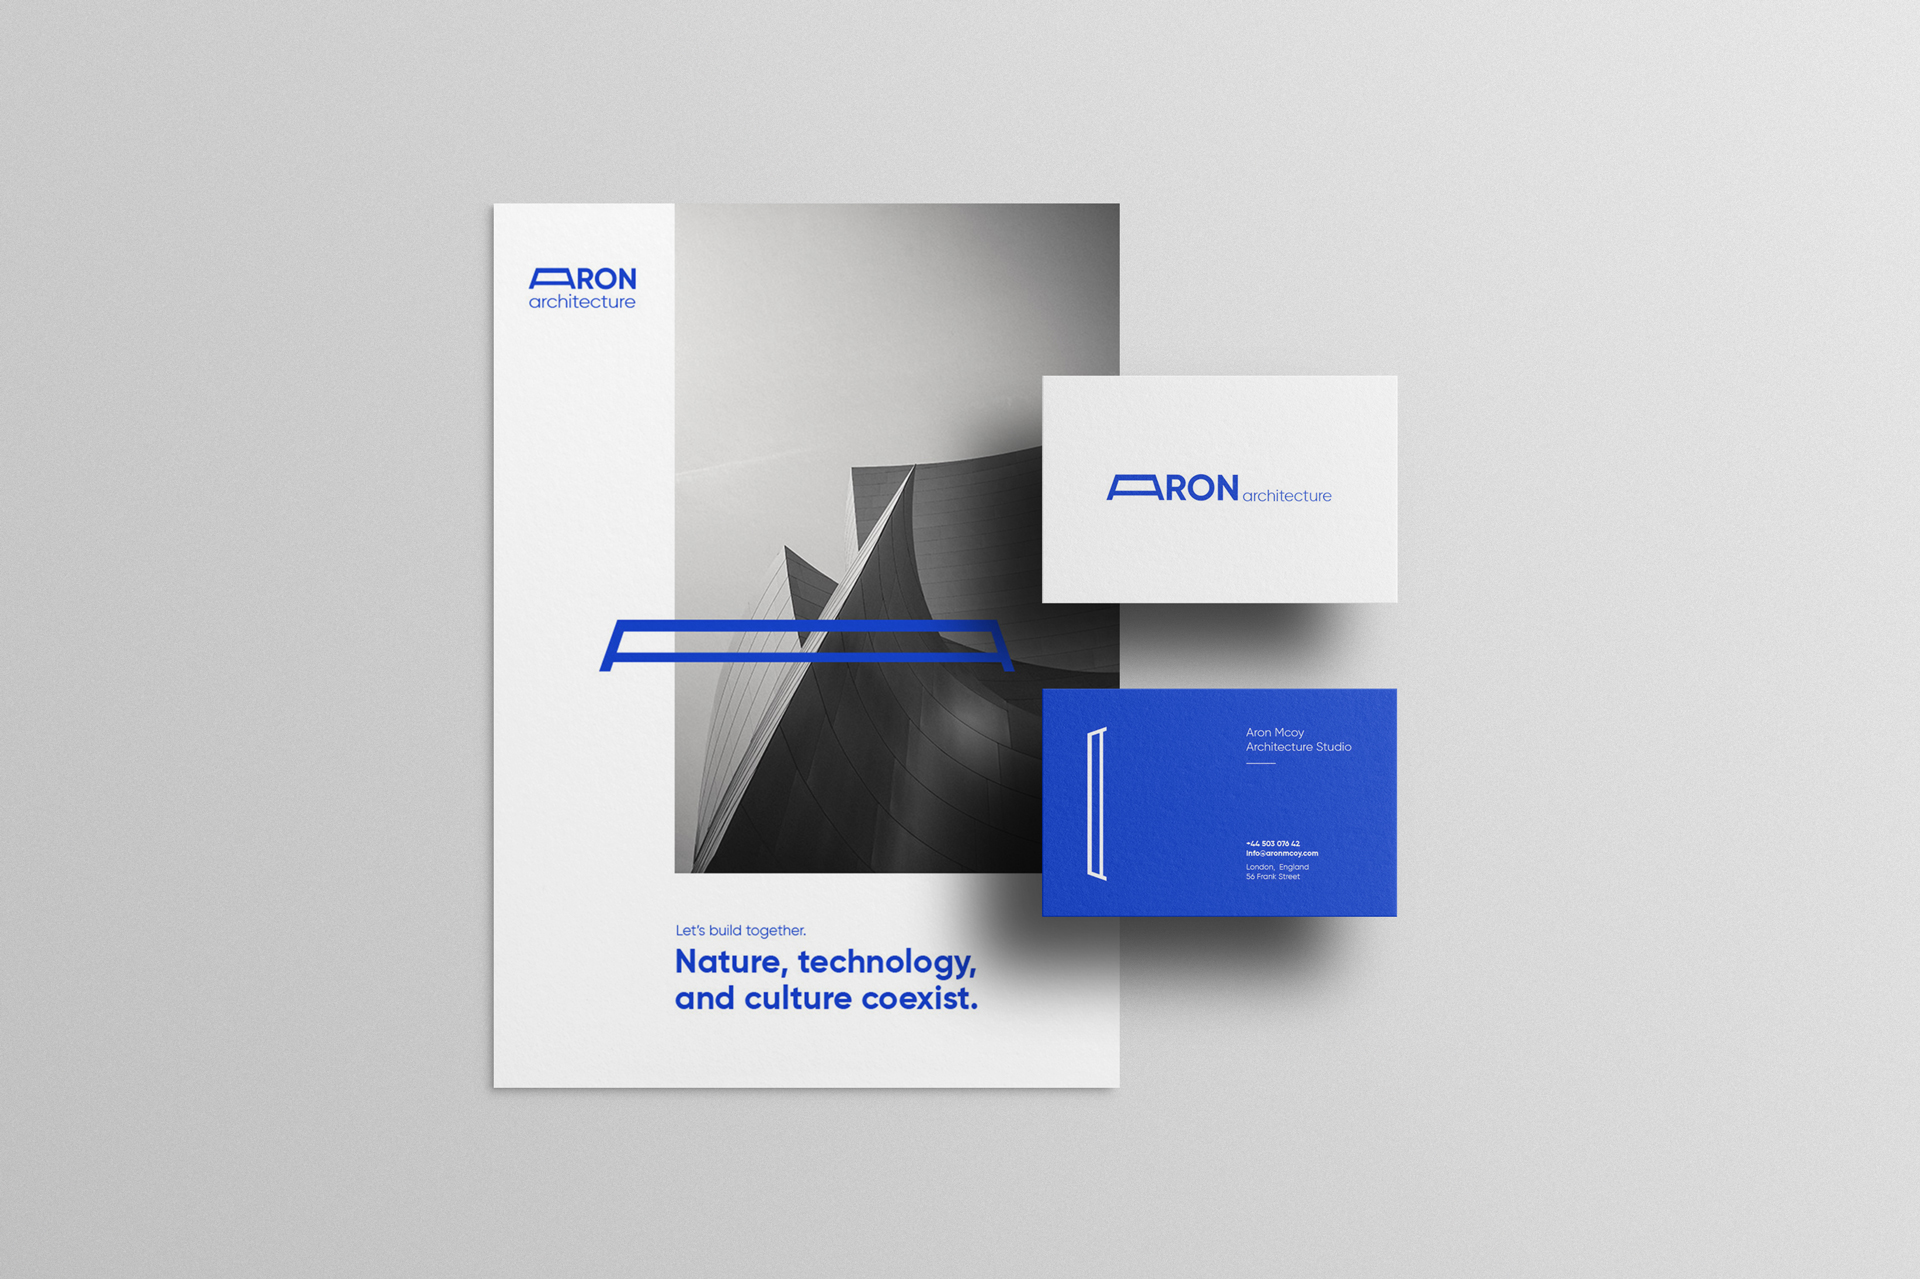 ARON
architecture
Let's build together.
Nature, technology,
and culture coexist.
ARON architecture
Aron Mcoy
Architecture Studio
+44 503 076 42
info@aronmcoy.com
London, England
56 Frank Street